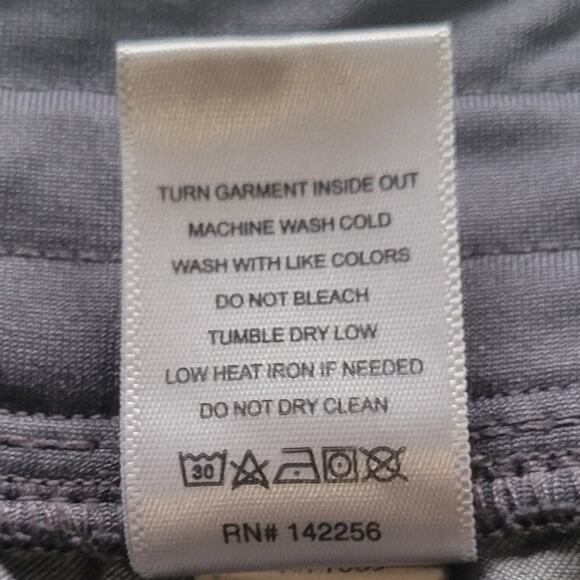 TURN GARMENT INSIDE OUT
MACHINE WASH COLD
WASH WITH LIKE COLORS
DO NOT BLEACH
TUMBLE DRY LOW
LOW HEAT IRON IF NEEDED
DO NOT DRY CLEAN
30
RN# 142256